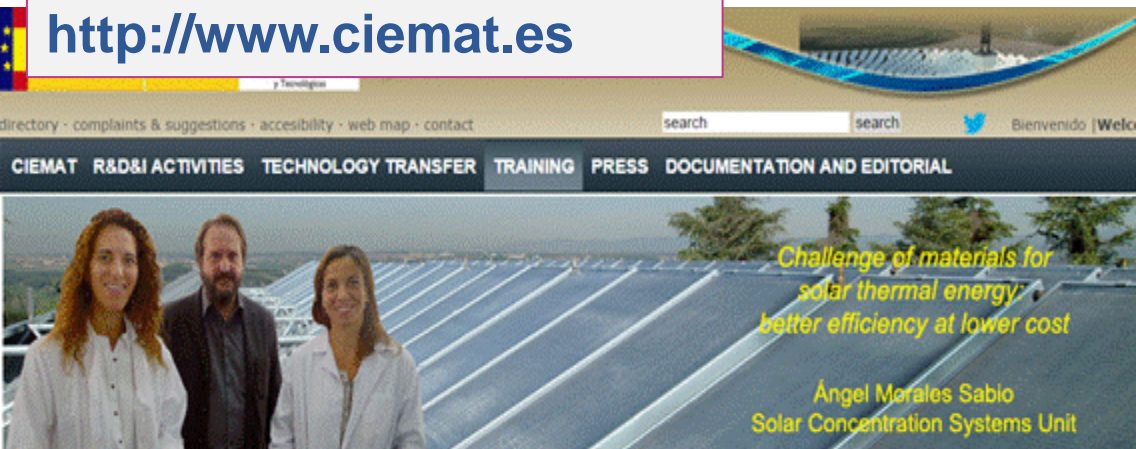 http://www.ciemat.es
y Tecnológicas
directory · complaints & suggestions · accesibility · web map · contact
search
search
Bienvenido |Welco
CIEMAT R&D&I ACTIVITIES TECHNOLOGY TRANSFER TRAINING PRESS DOCUMENTATION AND EDITORIAL
Challenge of materials for
solar thermal energy:
better efficiency at lower cost
Ángel Morales Sabio
Solar Concentration Systems Unit